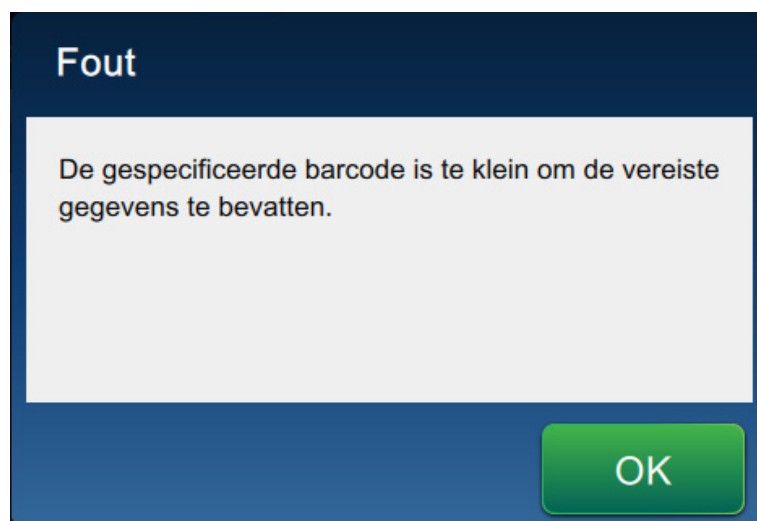 Fout
De gespecificeerde barcode is te klein om de vereiste
gegevens te bevatten.
OK